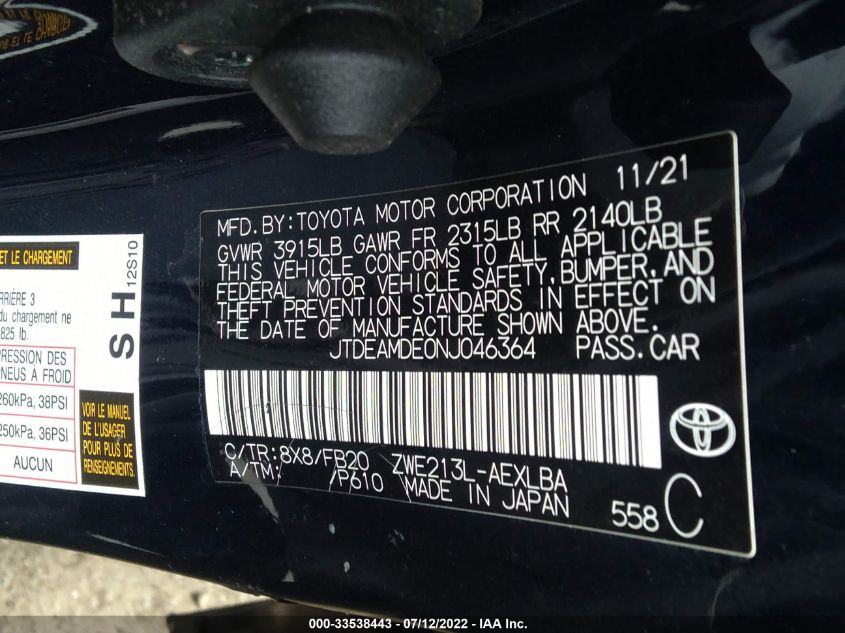 MFD. BY: TOYOTA MOTOR CORPORATION 11/21
GVWR 3915LB GAWR FR 2315LB RR 2140LB
THIS VEHICLE CONFORMS TO ALL APPLICABLE
FEDERAL MOTOR VEHICLE SAFETY, BUMPER, AND
THEFT PREVENTION STANDARDS IN EFFECT ON
THE DATE OF MANUFACTURE SHOWN ABOVE.
JTDEAMDE0NJ046364 PASS.CAR
C/TR: 8X8/FB20 ZWE213L-AEXLBA
A/TM: /P610 MADE IN JAPAN
558 C
ET LE CHARGEMENT
RRIÈRE 3
du chargement ne
825 lb.
PRESSION DES
PNEUS À FROID
260kPa, 38PSI
250kPa, 36PSI
AUCUN
SH
12S10
VOIR LE MANUEL
DE L'USAGER
POUR PLUS DE
RENSEIGNEMENTS
000-33538443 - 07/12/2022 - IAA Inc.